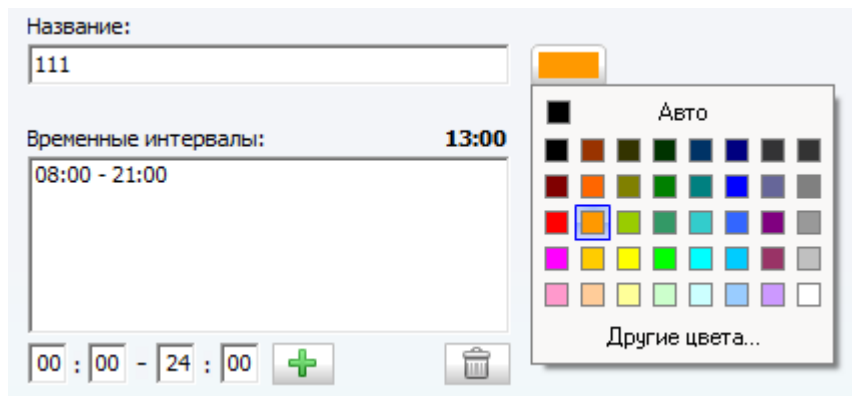 Название:
111
Авто
Временные интервалы: 13:00
08:00 - 21:00
Другие цвета...
00 : 00 - 24 : 00